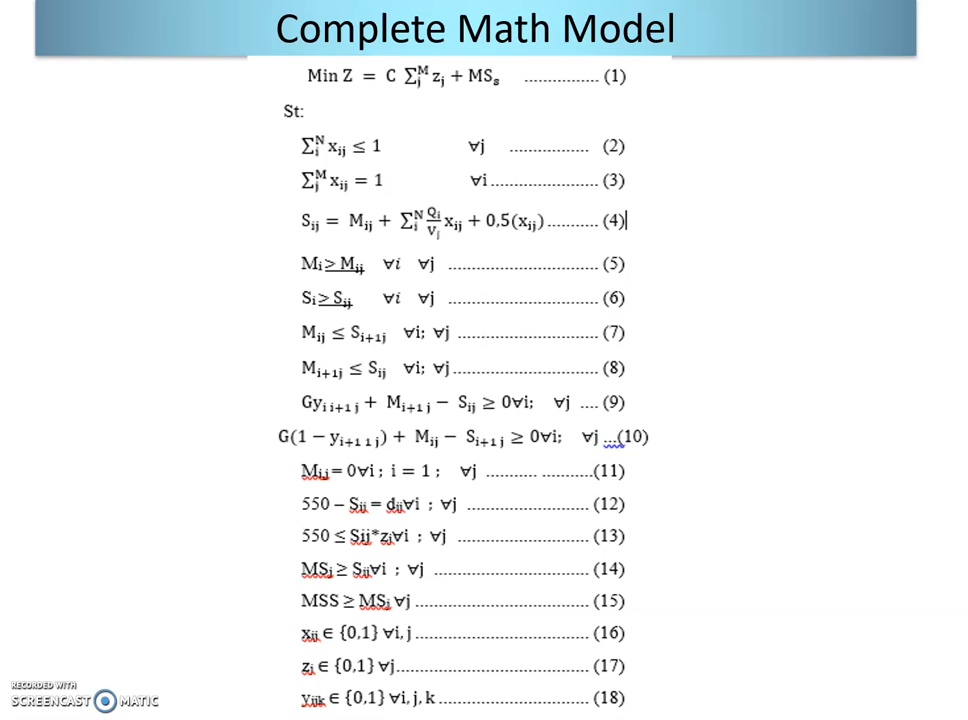 Complete Math Model
Min Z = C ∑ⱼᴹ zⱼ + MSₛ ............... (1)
St:
∑ᵢᴺ xᵢⱼ ≤ 1 ∀j ................ (2)
∑ⱼᴹ xᵢⱼ = 1 ∀i ....................... (3)
Sᵢⱼ = Mᵢⱼ + ∑ᵢᴺ Qᵢ/Vⱼ xᵢⱼ + 0,5(xᵢⱼ) ........... (4)
Mᵢ ≥ Mᵢⱼ ∀i ∀j ................................ (5)
Sᵢ ≥ Sᵢⱼ ∀i ∀j ................................ (6)
Mᵢⱼ ≤ Sᵢ₊₁ⱼ ∀i; ∀j .............................. (7)
Mᵢ₊₁ⱼ ≤ Sᵢⱼ ∀i; ∀j ............................... (8)
Gyᵢ ᵢ₊₁ ⱼ + Mᵢ₊₁ ⱼ − Sᵢⱼ ≥ 0∀i; ∀j .... (9)
G(1 − yᵢ₊₁ ₁ ⱼ) + Mᵢⱼ − Sᵢ₊₁ ⱼ ≥ 0∀i; ∀j ...(10)
Mᵢⱼ = 0∀i ; i = 1 ; ∀j ........... ...........(11)
550 – Sᵢⱼ = dᵢⱼ∀i ; ∀j .......................... (12)
550 ≤ Sij*zⱼ∀i ; ∀j ............................ (13)
MSⱼ ≥ Sᵢⱼ∀i ; ∀j ................................. (14)
MSS ≥ MSⱼ ∀j ..................................... (15)
xᵢⱼ ∈ {0,1} ∀i, j ..................................... (16)
zⱼ ∈ {0,1} ∀j......................................... (17)
yᵢⱼₖ ∈ {0,1} ∀i, j, k ................................ (18)
RECORDED WITH
SCREENCAST MATIC